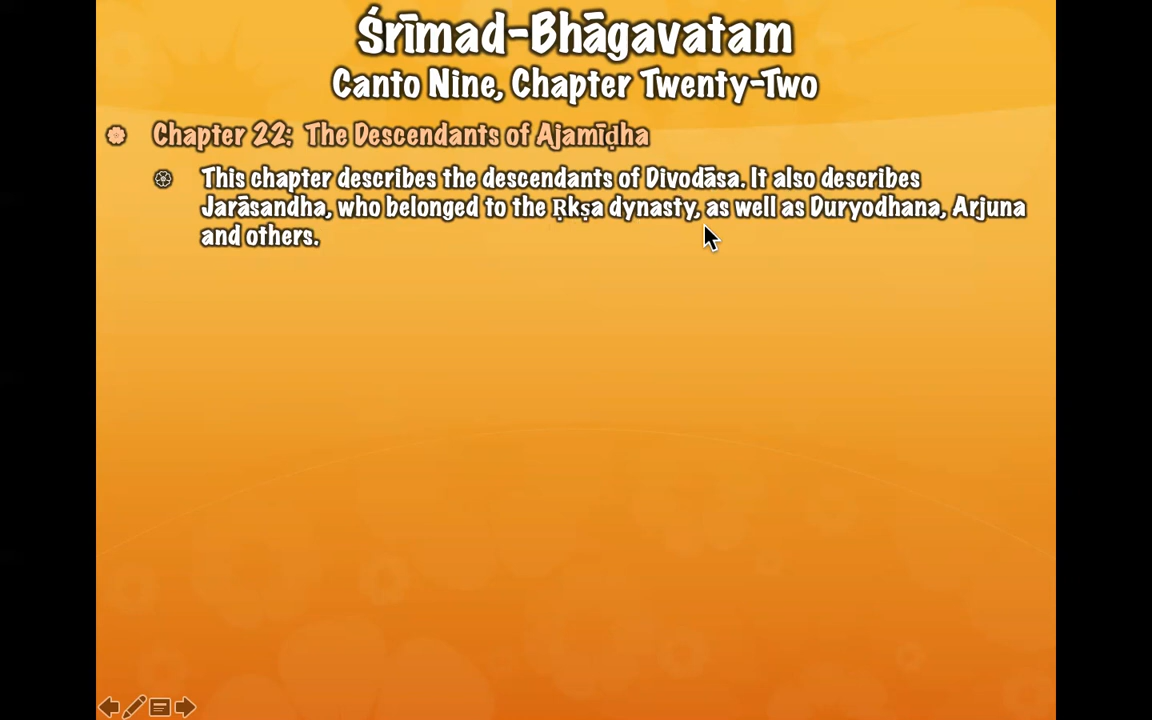 Śrīmad-Bhāgavatam
Canto Nine, Chapter Twenty-Two
Chapter 22: The Descendants of Ajamīḍha
This chapter describes the descendants of Divodāsa. It also describes
Jarāsandha, who belonged to the Ṛkṣa dynasty, as well as Duryodhana, Arjuna
and others.